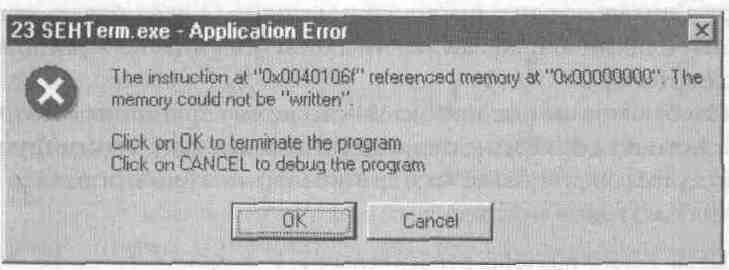 23 SEHTerm.exe - Application Error
The instruction at "0x0040106f" referenced memory at "0x00000000". The
memory could not be "written".
Click on OK to terminate the program
Click on CANCEL to debug the program
OK
Cancel